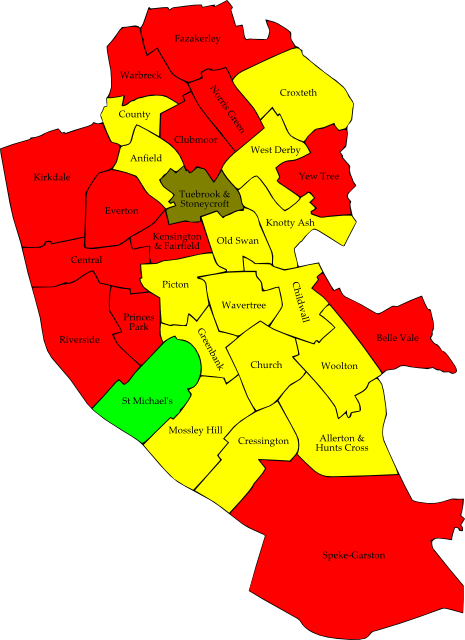 Fazakerley
Warbreck
Croxteth
Norris Green
County
Clubmoor
West Derby
Anfield
Kirkdale
Yew Tree
Tuebrook &
Stoneycroft
Everton
Knotty Ash
Kensington
& Fairfield
Old Swan
Central
Picton
Childwall
Wavertree
Princes
Park
Riverside
Greenbank
Belle Vale
Church
Woolton
St Michael's
Mossley Hill
Cressington
Allerton &
Hunts Cross
Speke-Garston